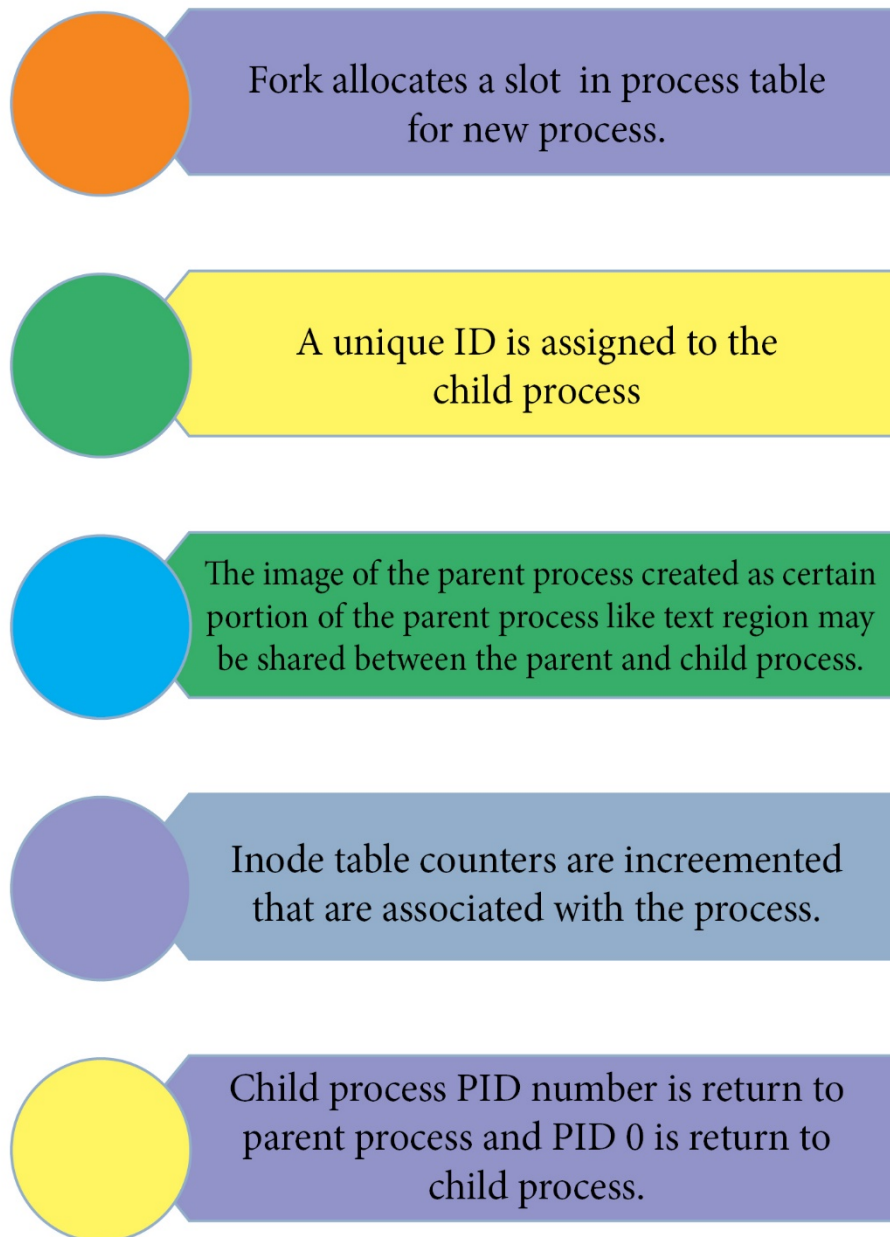 Fork allocates a slot in process table
for new process.
A unique ID is assigned to the
child process
The image of the parent process created as certain
portion of the parent process like text region may
be shared between the parent and child process.
Inode table counters are increemented
that are associated with the process.
Child process PID number is return to
parent process and PID 0 is return to
child process.